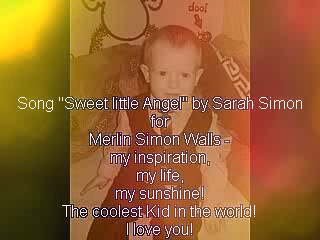 dool
Song "Sweet little Angel" by Sarah Simon
for
Merlin Simon Walls -
my inspiration,
my life,
my sunshine!
The coolest Kid in the world!
I love you!